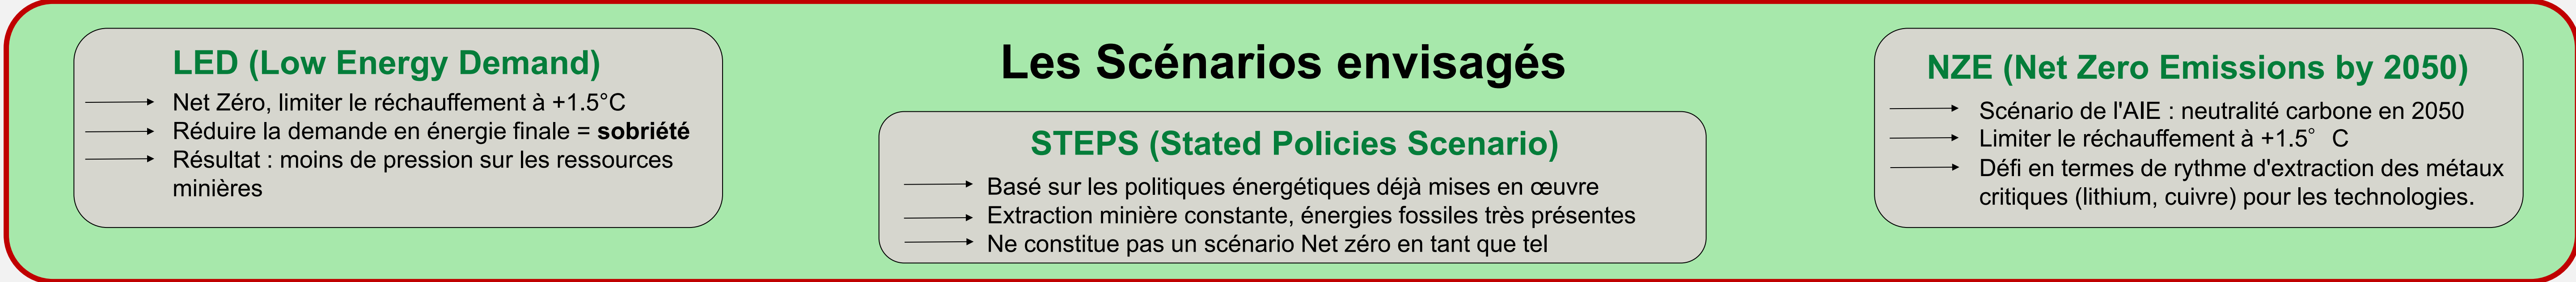 LED (Low Energy Demand)
Net Zéro, limiter le réchauffement à +1.5°C
Réduire la demande en énergie finale = sobriété
Résultat : moins de pression sur les ressources
minières
Les Scénarios envisagés
STEPS (Stated Policies Scenario)
Basé sur les politiques énergétiques déjà mises en œuvre
Extraction minière constante, énergies fossiles très présentes
Ne constitue pas un scénario Net zéro en tant que tel
NZE (Net Zero Emissions by 2050)
Scénario de l'AIE : neutralité carbone en 2050
Limiter le réchauffement à +1.5° C
Défi en termes de rythme d'extraction des métaux
critiques (lithium, cuivre) pour les technologies.